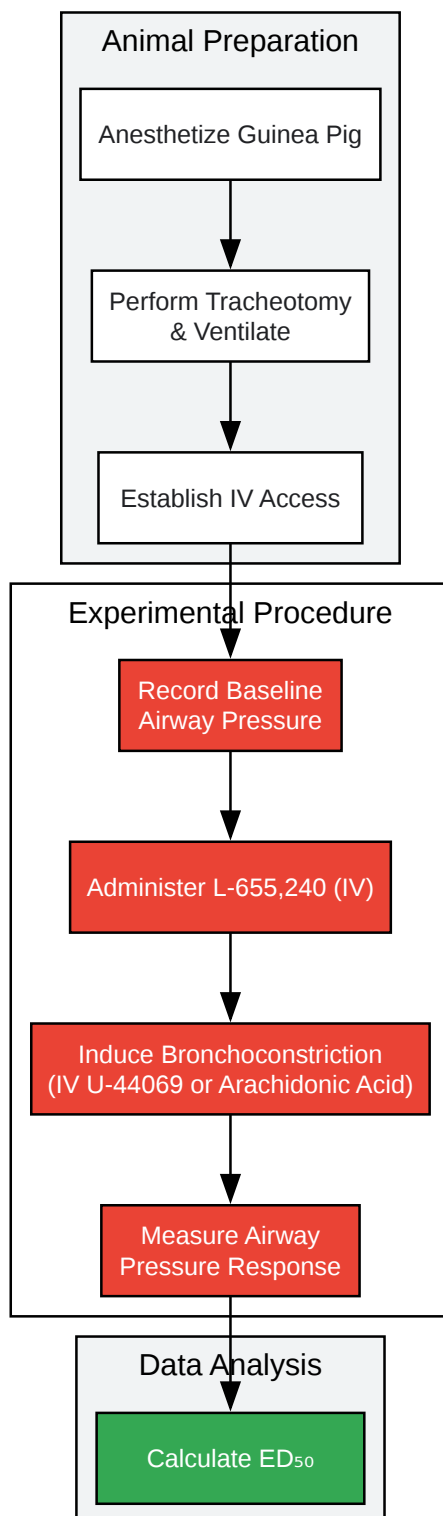 Animal Preparation
Anesthetize Guinea Pig
Perform Tracheotomy
& Ventilate
Establish IV Access
Experimental Procedure
Record Baseline
Airway Pressure
Administer L-655,240 (IV)
Induce Bronchoconstriction
(IV U-44069 or Arachidonic Acid)
Measure Airway
Pressure Response
Data Analysis
Calculate ED₅₀